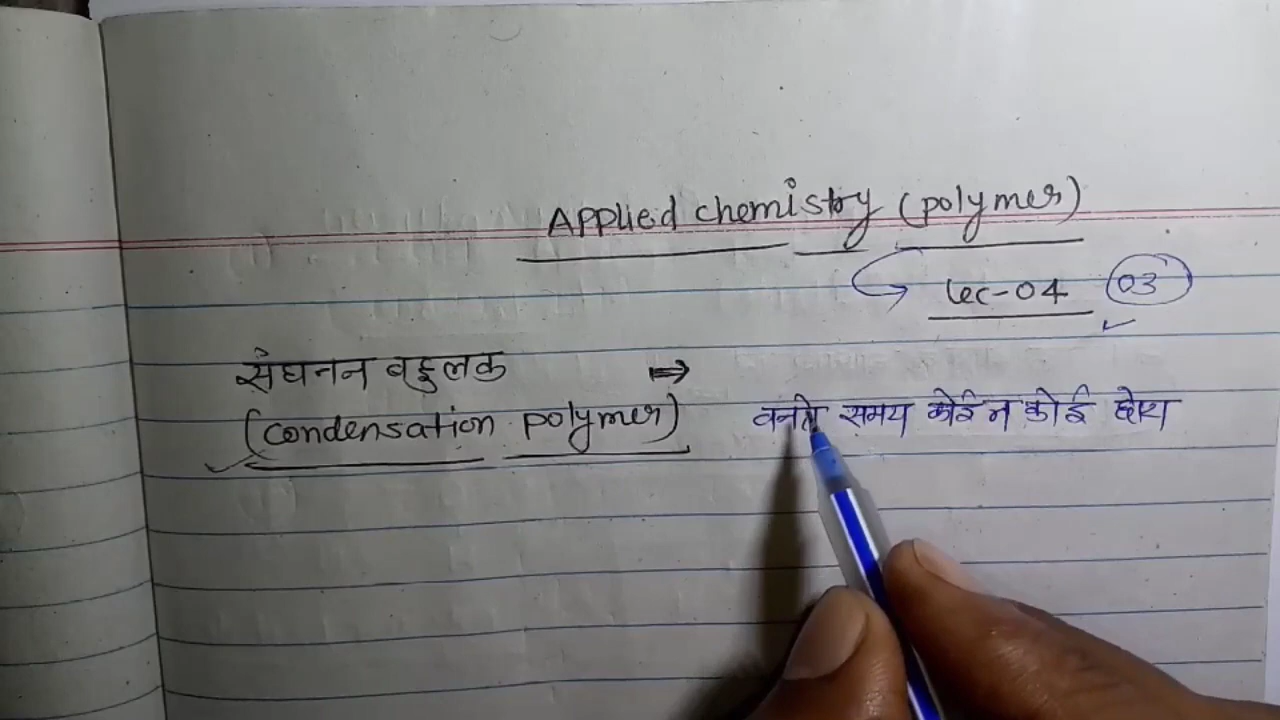 Applied chemistry (polymer)
Lec-04 03
संघनन बहुलक
(condensation polymer) → बनते समय कोई न कोई छोटा